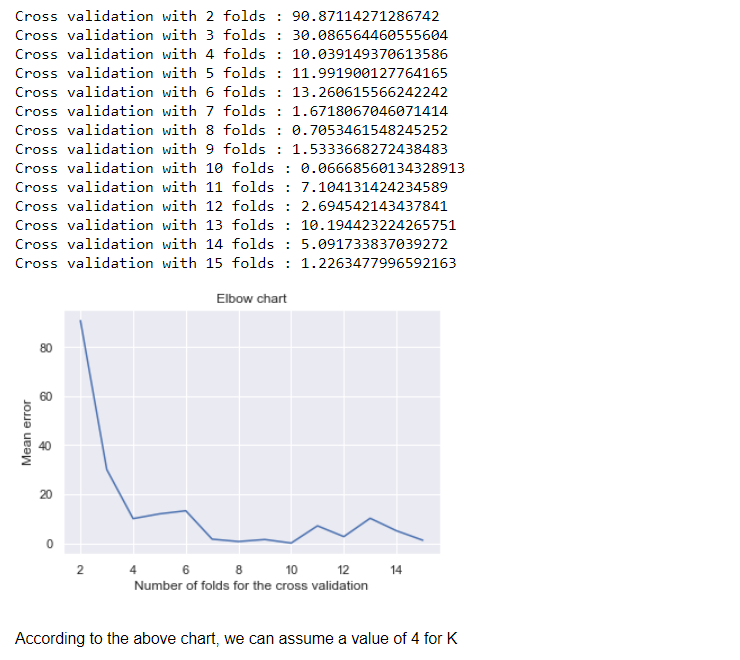 Cross validation with 2 folds : 90.87114271286742
Cross validation with 3 folds : 30.086564460555604
Cross validation with 4 folds : 10.039149370613586
Cross validation with 5 folds : 11.991900127764165
Cross validation with 6 folds : 13.260615566242242
Cross validation with 7 folds : 1.6718067046071414
Cross validation with 8 folds : 0.7053461548245252
Cross validation with 9 folds : 1.5333668272438483
Cross validation with 10 folds : 0.06668560134328913
Cross validation with 11 folds : 7.104131424234589
Cross validation with 12 folds : 2.694542143437841
Cross validation with 13 folds : 10.194423224265751
Cross validation with 14 folds : 5.091733837039272
Cross validation with 15 folds : 1.2263477996592163
Elbow chart
Mean error
80
60
40
20
0
2 4 6 8 10 12 14
Number of folds for the cross validation
According to the above chart, we can assume a value of 4 for K